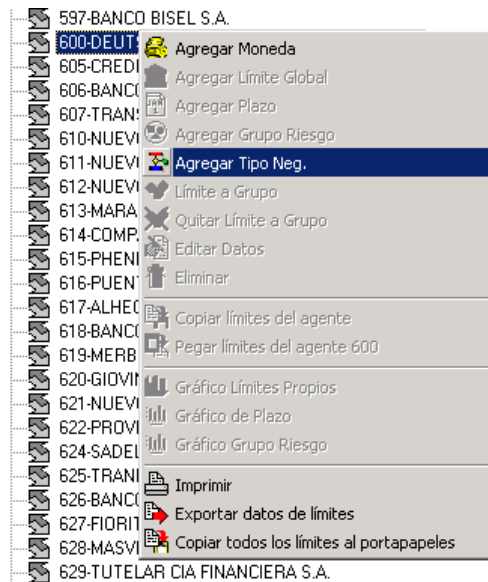 597-BANCO BISEL S.A.
600-DEUT
605-CREDI
606-BANC
607-TRAN
610-NUEV
611-NUEV
612-NUEV
613-MARA
614-COMP
615-PHEN
616-PUEN
617-ALHE
618-BANC
619-MERB
620-GIOVI
621-NUEV
622-PROVI
624-SADEL
625-TRAN
626-BANC
627-FIORI
628-MASVI
629-TUTELAR CIA FINANCIERA S.A.
Agregar Moneda
Agregar Límite Global
Agregar Plazo
Agregar Grupo Riesgo
Agregar Tipo Neg.
Límite a Grupo
Quitar Límite a Grupo
Editar Datos
Eliminar
Copiar límites del agente
Pegar límites del agente 600
Gráfico Límites Propios
Gráfico de Plazo
Gráfico Grupo Riesgo
Imprimir
Exportar datos de límites
Copiar todos los límites al portapapeles